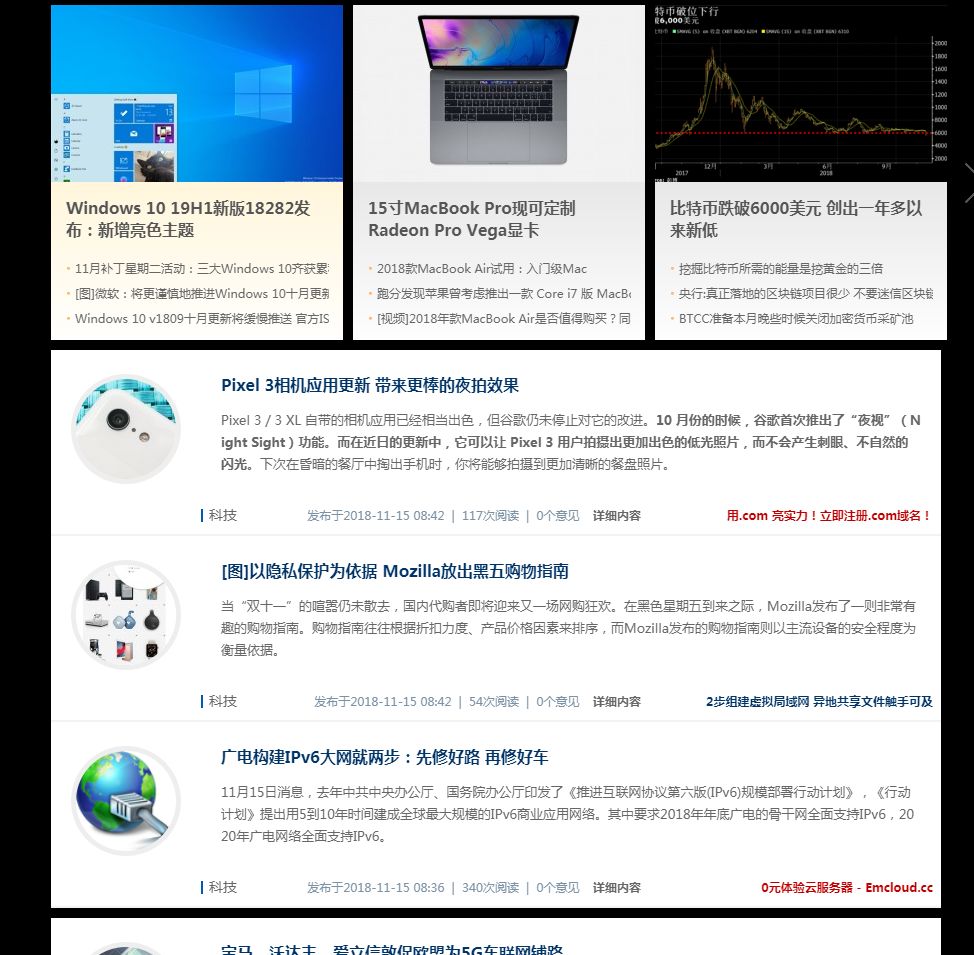 特币破位下行
破6,000美元
Windows 10 19H1新版18282发
布：新增亮色主题
11月补丁星期二活动：三大Windows 10齐获累
[图]微软：将更谨慎地推进Windows 10十月更新
Windows 10 v1809十月更新将缓慢推送 官方IS
15寸MacBook Pro现可定制
Radeon Pro Vega显卡
2018款MacBook Air试用：入门级Mac
跑分发现苹果曾考虑推出一款 Core i7 版 MacBo
[视频]2018年款MacBook Air是否值得购买？同
2000
1800
1400
1200
1000
8000
6000
4000
2000
12月
3月
6月
9月
2017
2018
比特币跌破6000美元 创出一年多以
来新低
挖掘比特币所需的能量是挖黄金的三倍
央行:真正落地的区块链项目很少 不要迷信区块链
BTCC准备本月晚些时候关闭加密货币采矿池
Pixel 3相机应用更新 带来更棒的夜拍效果
Pixel 3 / 3 XL 自带的相机应用已经相当出色，但谷歌仍未停止对它的改进。10 月份的时候，谷歌首次推出了“夜视”（N
ight Sight）功能。而在近日的更新中，它可以让 Pixel 3 用户拍摄出更加出色的低光照片，而不会产生刺眼、不自然的
闪光。下次在昏暗的餐厅中掏出手机时，你将能够拍摄到更加清晰的餐盘照片。
科技 发布于2018-11-15 08:42 | 117次阅读 | 0个意见 详细内容 用.com 亮实力！立即注册.com域名！
[图]以隐私保护为依据 Mozilla放出黑五购物指南
当“双十一”的喧嚣仍未散去，国内代购者即将迎来又一场网购狂欢。在黑色星期五到来之际，Mozilla发布了一则非常有
趣的购物指南。购物指南往往根据折扣力度、产品价格因素来排序，而Mozilla发布的购物指南则以主流设备的安全程度为
衡量依据。
科技 发布于2018-11-15 08:42 | 54次阅读 | 0个意见 详细内容 2步组建虚拟局域网 异地共享文件触手可及
广电构建IPv6大网就两步：先修好路 再修好车
11月15日消息，去年中共中央办公厅、国务院办公厅印发了《推进互联网协议第六版(IPv6)规模部署行动计划》，《行动
计划》提出用5到10年时间建成全球最大规模的IPv6商业应用网络。其中要求2018年年底广电的骨干网全面支持IPv6，20
20年广电网络全面支持IPv6。
科技 发布于2018-11-15 08:36 | 340次阅读 | 0个意见 详细内容 0元体验云服务器 - Emcloud.cc
宝马、沃达丰、爱立信敦促欧盟为5G车联网铺路